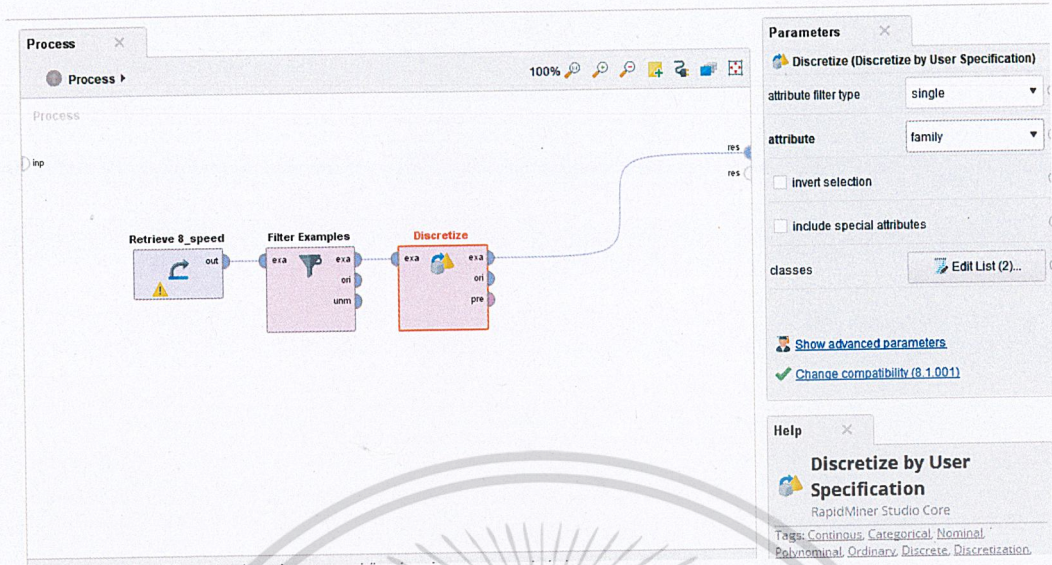 Process
Process
100%
Process
inp
res
res
Retrieve 8_speed
out
Filter Examples
exa
exa
ori
unm
Discretize
exa
exa
ori
pre
Parameters
Discretize (Discretize by User Specification)
attribute filter type
single
attribute
family
invert selection
include special attributes
classes
Edit List (2)...
Show advanced parameters
Change compatibility (8.1.001)
Help
Discretize by User
Specification
RapidMiner Studio Core
Tags: Continous, Categorical, Nominal,
Polynominal, Ordinary, Discrete, Discretization,